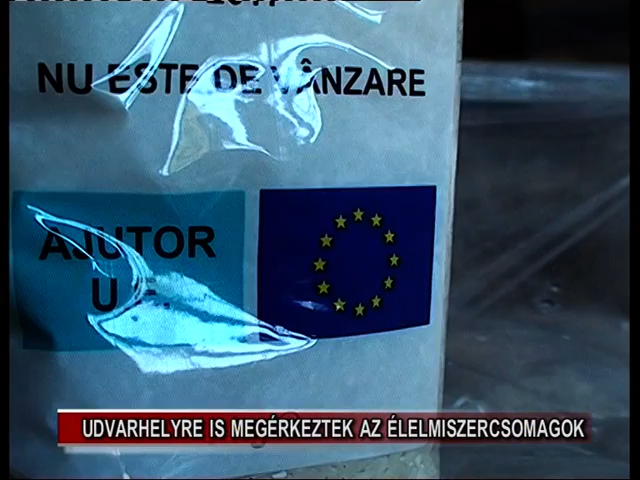 NU ESTE DE VÂNZARE
AJUTOR
U.E.
UDVARHELYRE IS MEGÉRKEZTEK AZ ÉLELMISZERCSOMAGOK